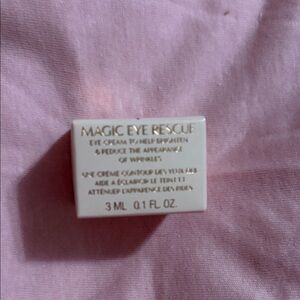 MAGIC EYE RESCUE
EYE CREAM TO HELP BRIGHTEN
& REDUCE THE APPEARANCE
OF WRINKLES
UNE CRÈME CONTOUR DES YEUX QUI
AIDE À ÉCLAIRCIR LE TEINT ET
ATTÉNUER L'APPARENCE DES RIDES
3 ML 0.1 FL. OZ.